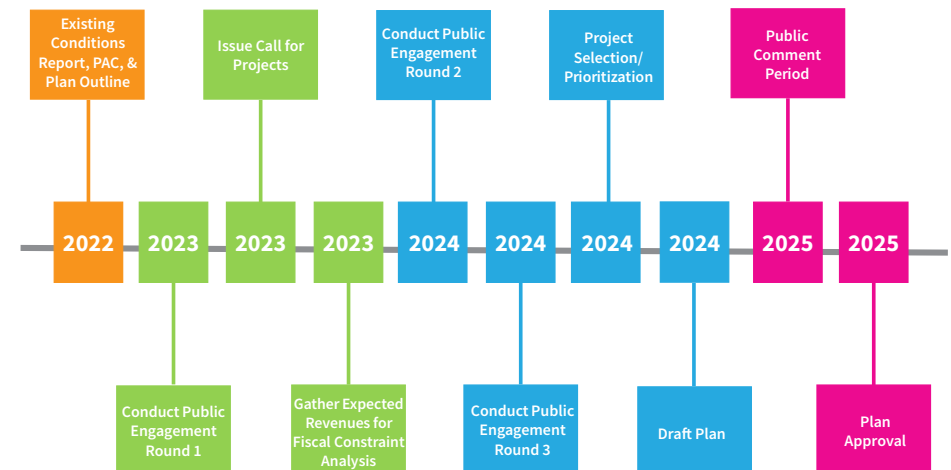 Existing
Conditions
Report, PAC, &
Plan Outline
Issue Call for
Projects
Conduct Public
Engagement
Round 2
Project
Selection/
Prioritization
Public
Comment
Period
2022
2023
2023
2023
2024
2024
2024
2024
2025
2025
Conduct Public
Engagement
Round 1
Gather Expected
Revenues for
Fiscal Constraint
Analysis
Conduct Public
Engagement
Round 3
Draft Plan
Plan
Approval